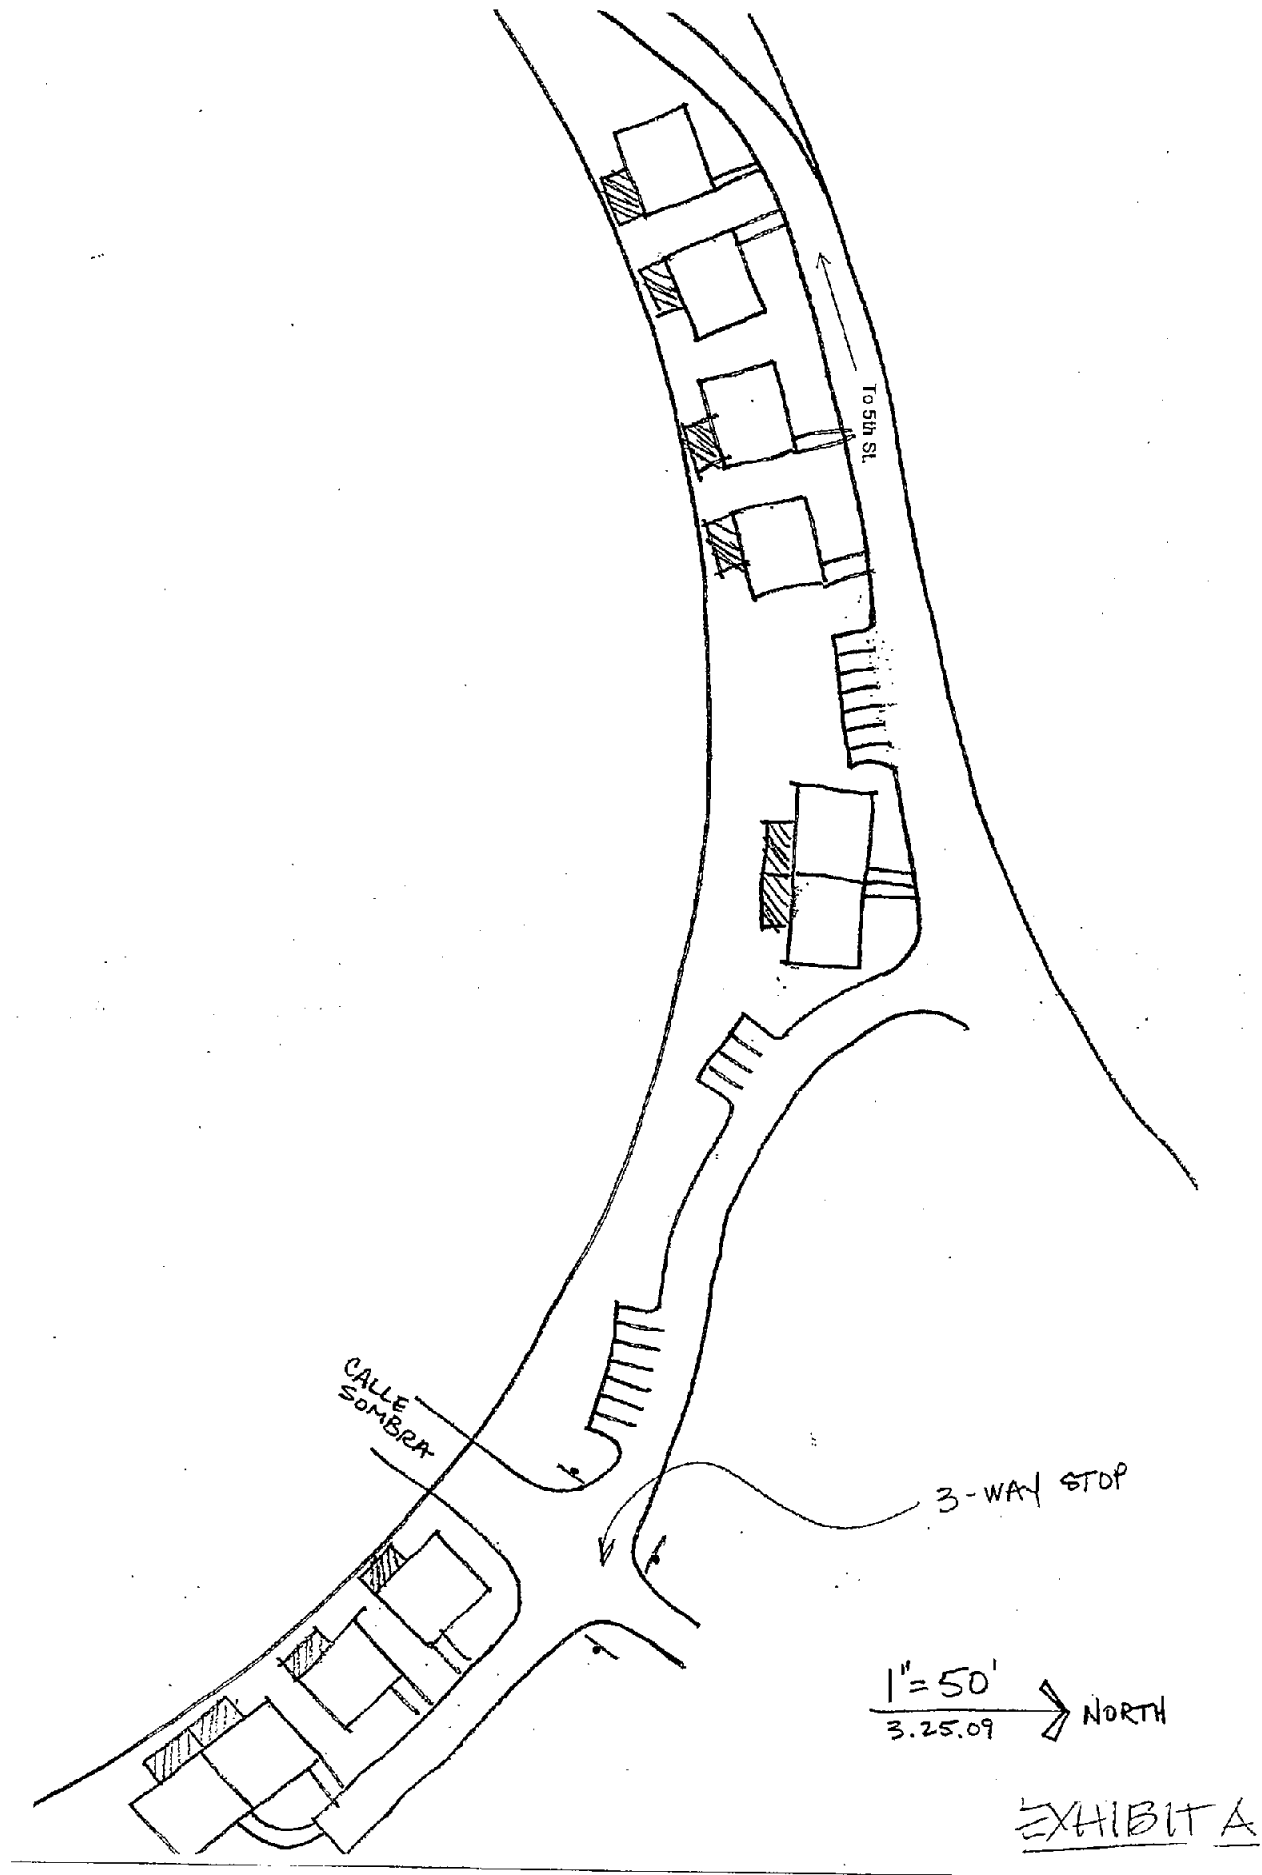 To 5th St.
CALLE
SOMBRA
3-WAY STOP
1"=50'
3.25.09
NORTH
EXHIBIT A